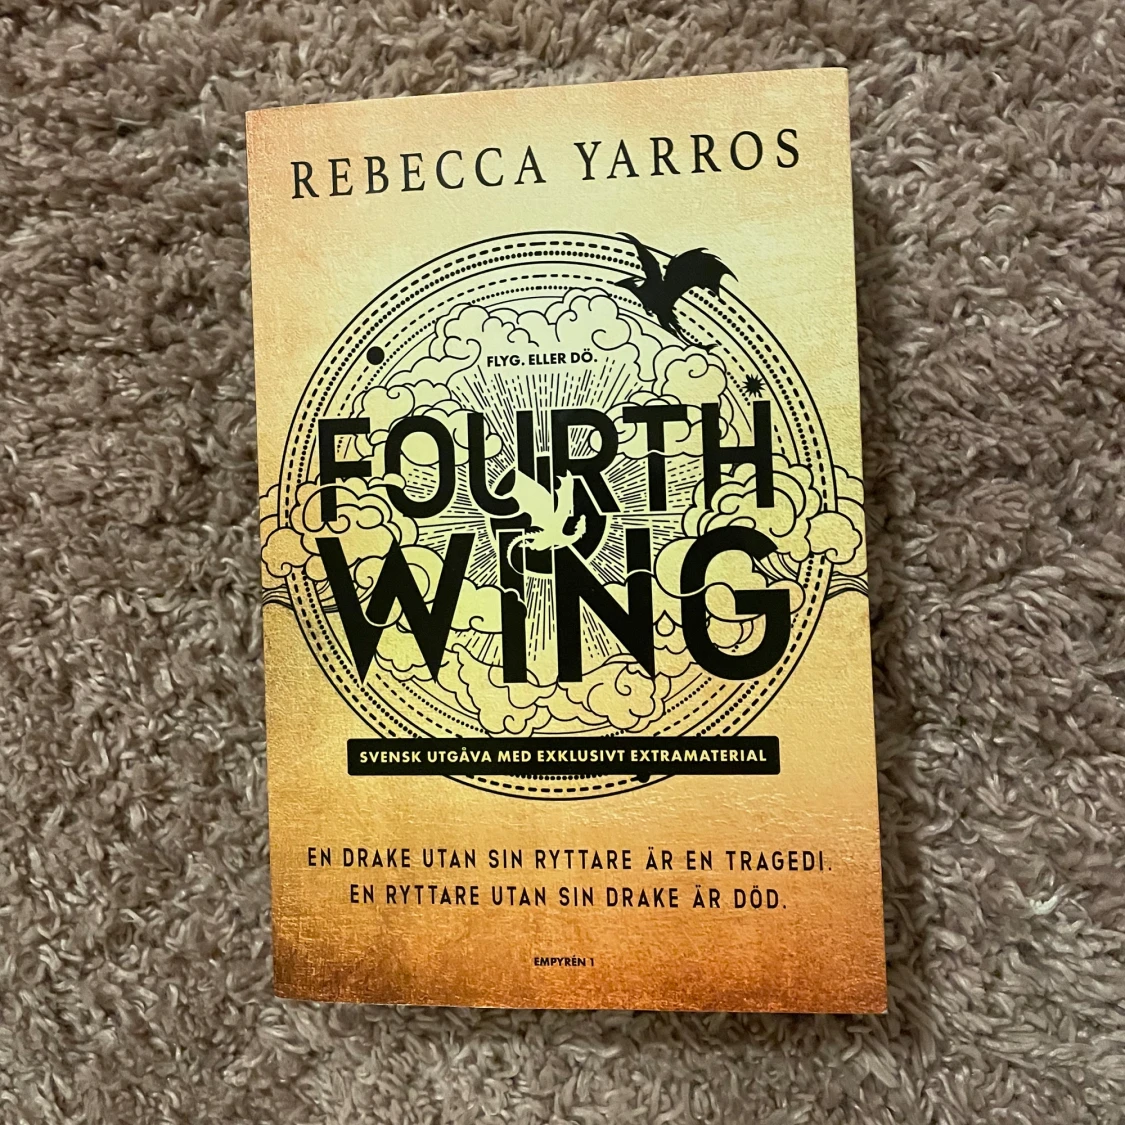 REBECCA YARROS
FLYG. ELLER DÖ.
FOURTH
WING
SVENSK UTGÅVA MED EXKLUSIVT EXTRAMATERIAL
EN DRAKE UTAN SIN RYTTARE ÄR EN TRAGEDI.
EN RYTTARE UTAN SIN DRAKE ÄR DÖD.
EMPYRÉN 1